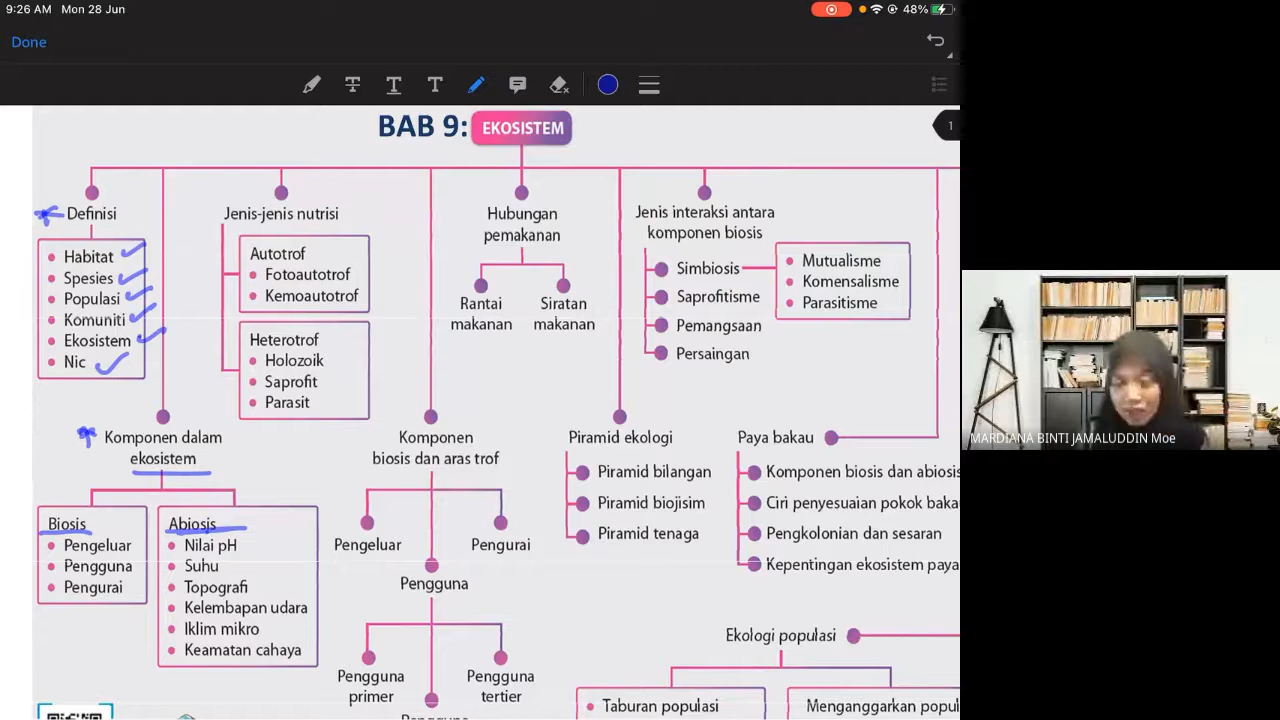 9:26 AM Mon 28 Jun
48%
Done
BAB 9: EKOSISTEM
1
Definisi
Habitat
Spesies
Populasi
Komuniti
Ekosistem
Nic
Jenis-jenis nutrisi
Autotrof
Fotoautotrof
Kemoautotrof
Heterotrof
Holozoik
Saprofit
Parasit
Hubungan
pemakanan
Rantai
makanan
Siratan
makanan
Jenis interaksi antara
komponen biosis
Simbiosis
Saprofitisme
Pemangsaan
Persaingan
Mutualisme
Komensalisme
Parasitisme
Komponen dalam
ekosistem
Biosis
Pengeluar
Pengguna
Pengurai
Abiosis
Nilai pH
Suhu
Topografi
Kelembapan udara
Iklim mikro
Keamatan cahaya
Komponen
biosis dan aras trof
Pengeluar
Pengurai
Pengguna
Pengguna
primer
Pengguna
tertier
Piramid ekologi
Piramid bilangan
Piramid biojisim
Piramid tenaga
Paya bakau
Komponen biosis dan abiosis
Ciri penyesuaian pokok baka
Pengkolonian dan sesaran
Kepentingan ekosistem paya
Ekologi populasi
Taburan populasi
Menganggarkan popul
MARDIANA BINTI JAMALUDDIN Moe